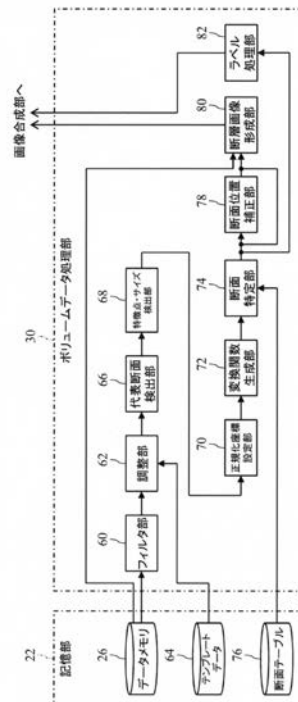 画像合成部へ
30
ボリュームデータ処理部
22
記憶部
26
データメモリ
60
フィルタ部
62
調整部
66
代表断面
検出部
68
特徴点・サイズ
検出部
64
テンプレート
データ
70
正規化座標
設定部
72
変換関数
生成部
74
断面
特定部
78
断面位置
補正部
80
断層画像
形成部
82
ラベル
処理部
76
断面テーブル